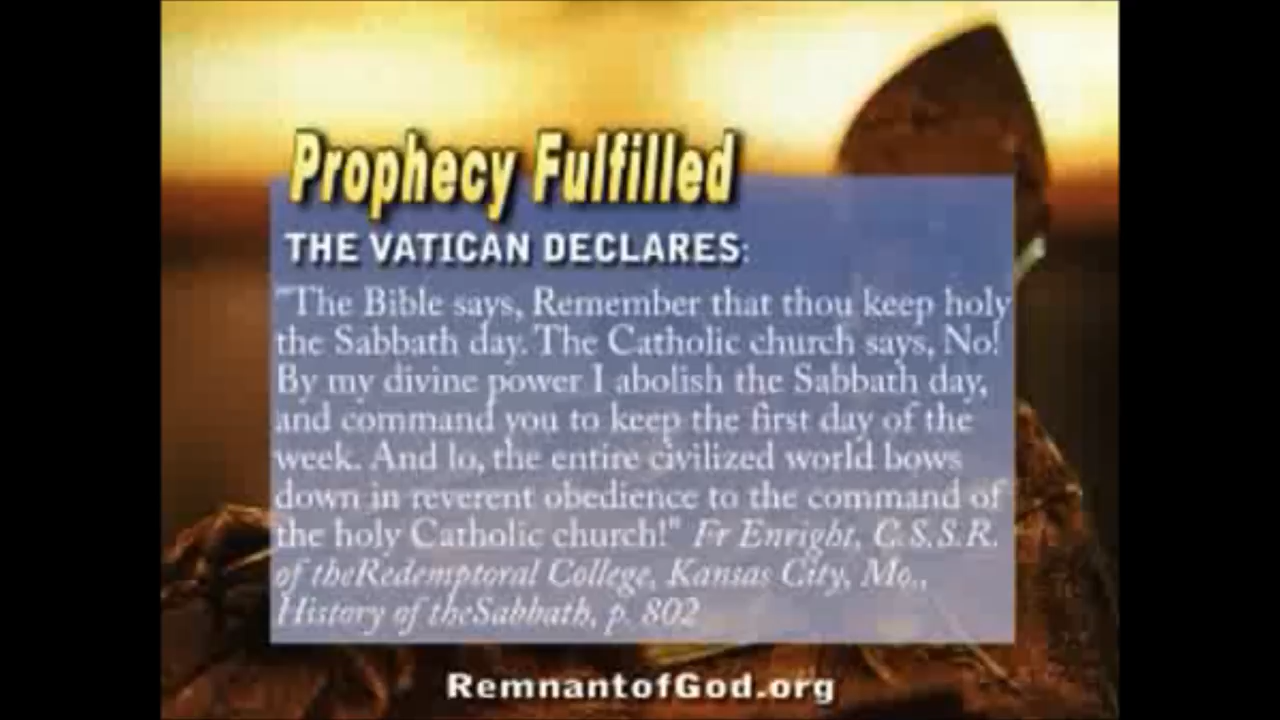 Prophecy Fulfilled
THE VATICAN DECLARES:
"The Bible says, Remember that thou keep holy
the Sabbath day. The Catholic church says, No!
By my divine power I abolish the Sabbath day,
and command you to keep the first day of the
week. And lo, the entire civilized world bows
down in reverent obedience to the command of
the holy Catholic church!" Fr Enright, C.S.S.R.
of theRedemptoral College, Kansas City, Mo.,
History of theSabbath, p. 802
RemnantofGod.org